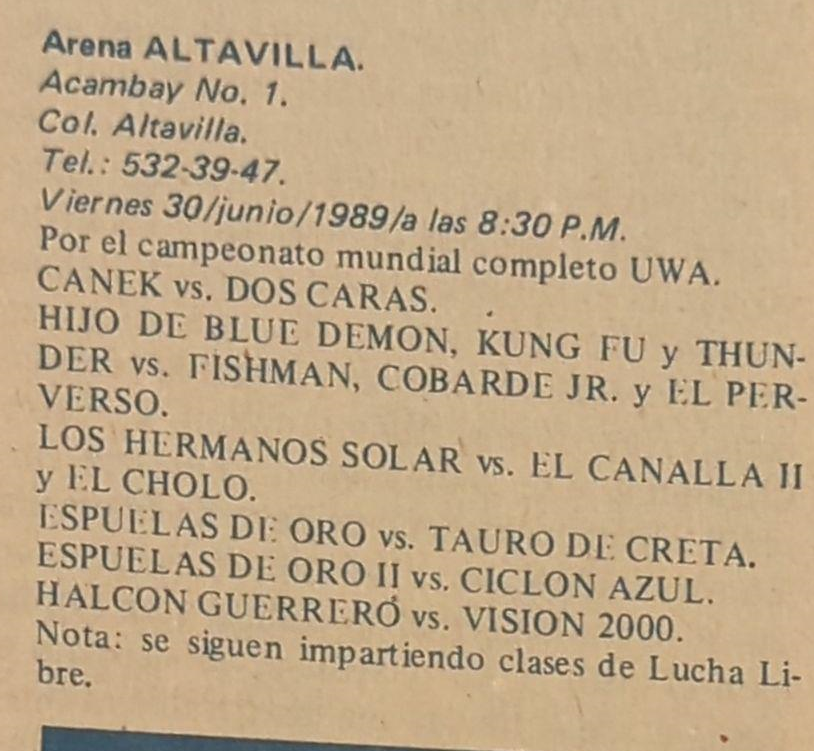 Arena ALTAVILLA.
Acambay No. 1.
Col. Altavilla.
Tel.: 532-39-47.
Viernes 30/junio/1989/a las 8:30 P.M.
Por el campeonato mundial completo UWA.
CANEK vs. DOS CARAS.
HIJO DE BLUE DEMON, KUNG FU y THUN-
DER vs. FISHMAN, COBARDE JR. y EL PER-
VERSO.
LOS HERMANOS SOLAR vs. EL CANALLA II
y EL CHOLO.
ESPUELAS DE ORO vs. TAURO DE CRETA.
ESPUELAS DE ORO II vs. CICLON AZUL.
HALCON GUERRERO vs. VISION 2000.
Nota: se siguen impartiendo clases de Lucha Li-
bre.